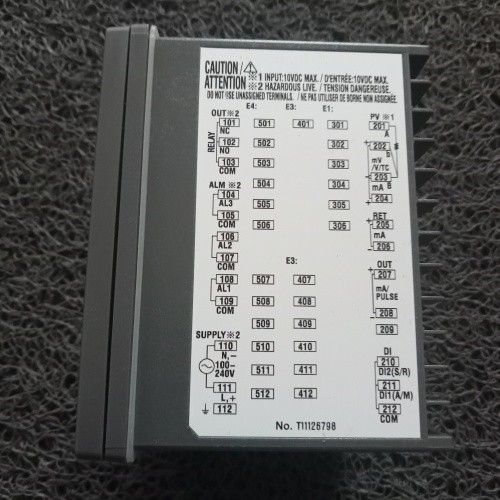 CAUTION/
ATTENTION
※1 INPUT:10VDC MAX. / D'ENTRÉE:10VDC MAX.
※2 HAZARDOUS LIVE. / TENSION DANGEREUSE.
DO NOT USE UNASSIGNED TERMINALS. / NE PAS UTILISER DE BORNE NON ASSIGNÉE.
E4: E3: E1:
OUT※2 PV ※1
101 501 401 301 201
NC A
RELAY
102 502 302 + 202
NO B
mV
/V/TC
103 503 303 - 203
COM mA B
ALM ※2
104 504 304 + 204
AL3
105 505 305 RET
COM + 205
mA
106 506 306 - 206
AL2
107 E3: OUT
COM + 207
mA/
PULSE
108 507 407
AL1
109 508 408 - 208
COM
509 409 209
SUPPLY※2
110 510 410 DI
N,- 210
100-
240V
DI2(S/R)
111 511 411 211
L,+ DI1(A/M)
112 512 412 212
COM
No. T11126798